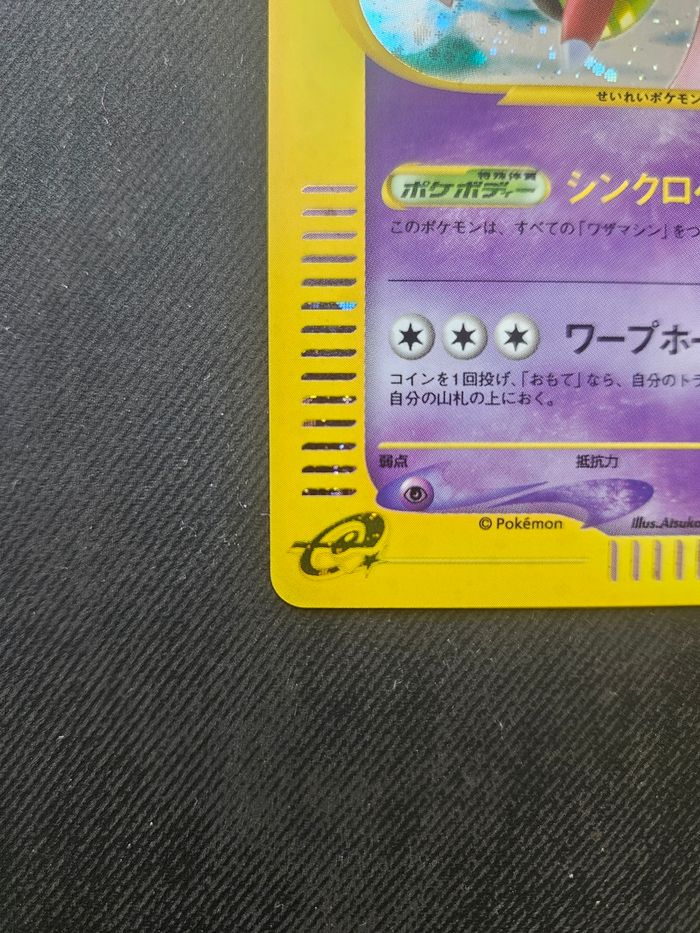 せいれいポケモン
特殊体質
ポケボディー
シンクロ
このポケモンは、すべての「ワザマシン」をつ
ワープホー
コインを1回投げ、「おもて」なら、自分のトラ
自分の山札の上におく。
弱点 抵抗力
© Pokémon Illus. Atsuko
e